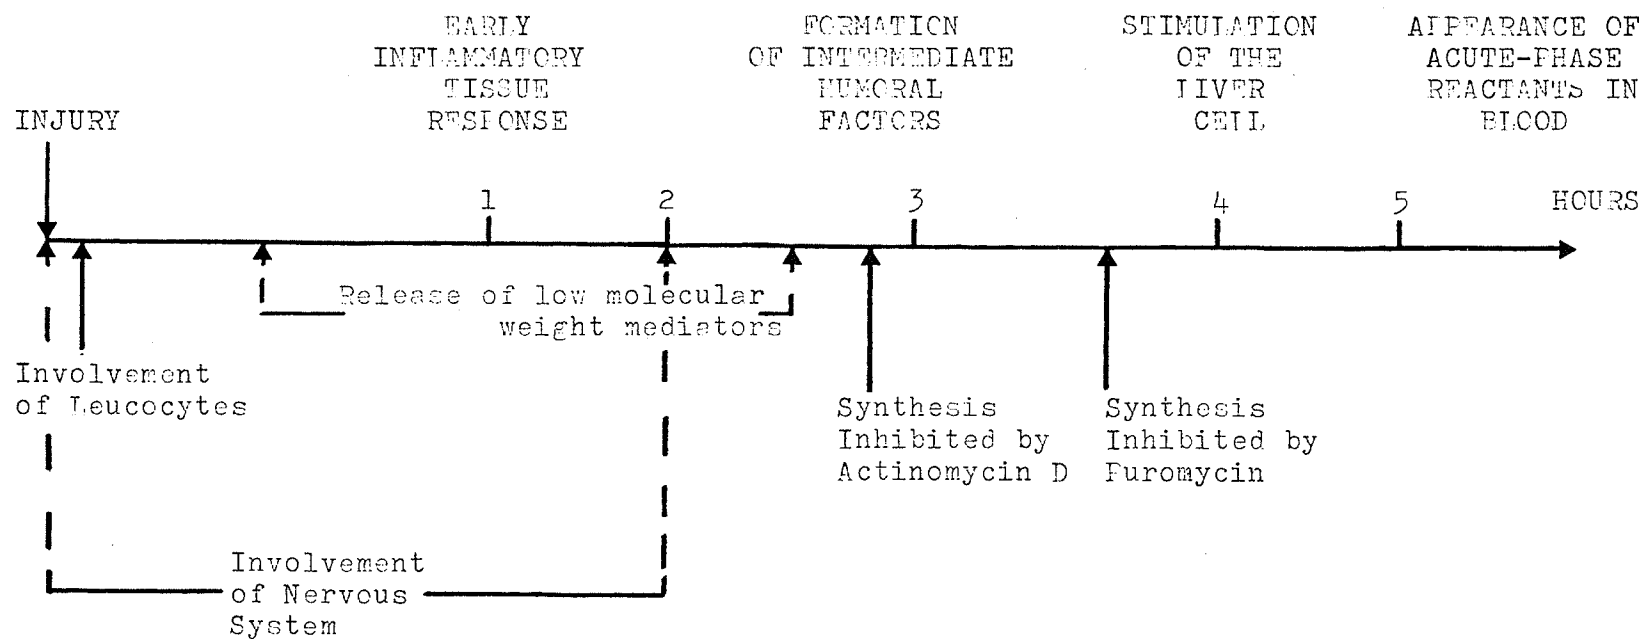 INJURY
EARLY
INFLAMMATORY
TISSUE
RESPONSE
FORMATION
OF INTERMEDIATE
HUMORAL
FACTORS
STIMULATION
OF THE
LIVER
CELL
APPEARANCE OF
ACUTE-PHASE
REACTANTS IN
BLOOD
1
2
3
4
5
HOURS
Release of low molecular
weight mediators
Involvement
of Leucocytes
Synthesis
Inhibited by
Actinomycin D
Synthesis
Inhibited by
Puromycin
Involvement
of Nervous
System